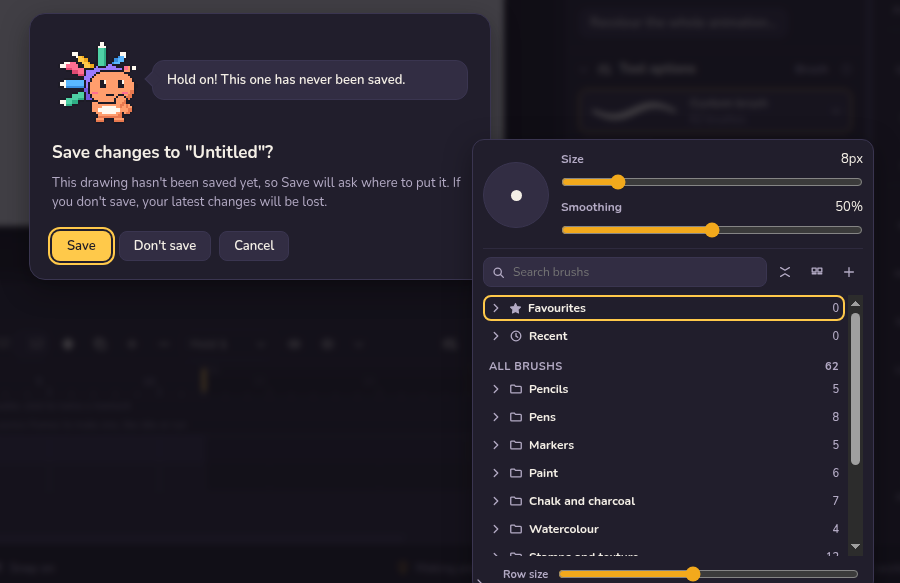 Hold on! This one has never been saved.
Save changes to "Untitled"?
This drawing hasn't been saved yet, so Save will ask where to put it. If
you don't save, your latest changes will be lost.
Save
Don't save
Cancel
Size
8px
Smoothing
50%
Search brushs
Favourites
0
Recent
0
ALL BRUSHS
62
Pencils
5
Pens
8
Markers
5
Paint
6
Chalk and charcoal
7
Watercolour
4
Row size